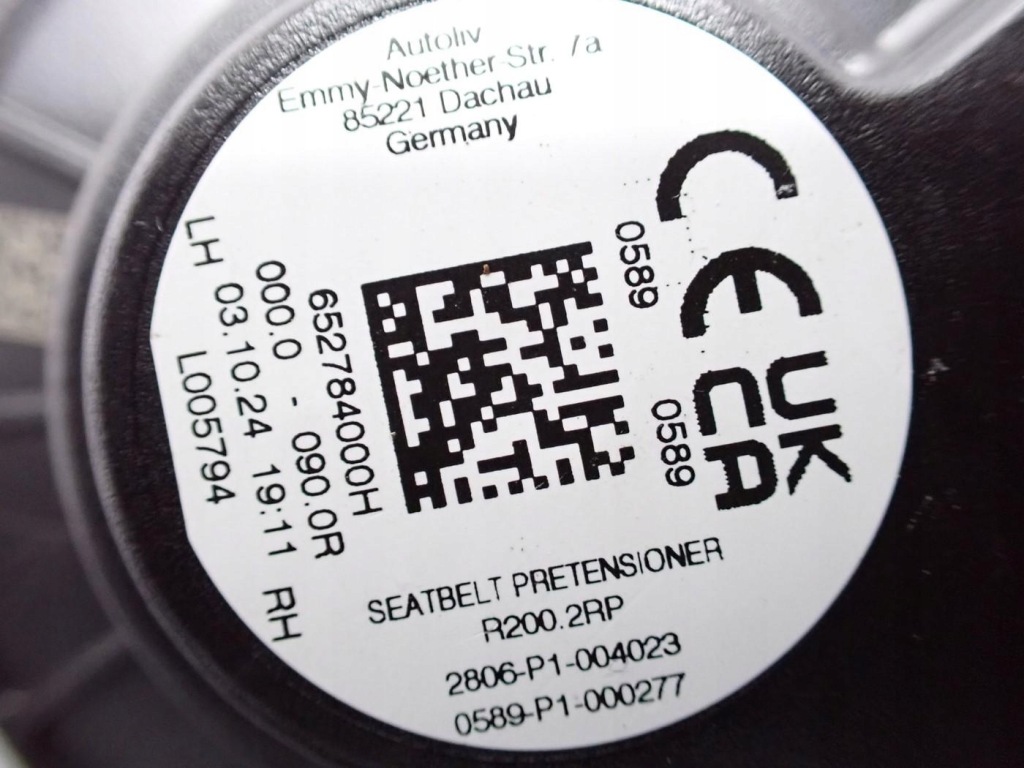 Autoliv
Emmy-Noether-Str. 7a
85221 Dachau
Germany
CE
0589
UK
CA
0589
652784000H
000.0 - 090.0R
LH 03.10.24 19:11 RH
L005794
SEATBELT PRETENSIONER
R200.2RP
2806-P1-004023
0589-P1-000277